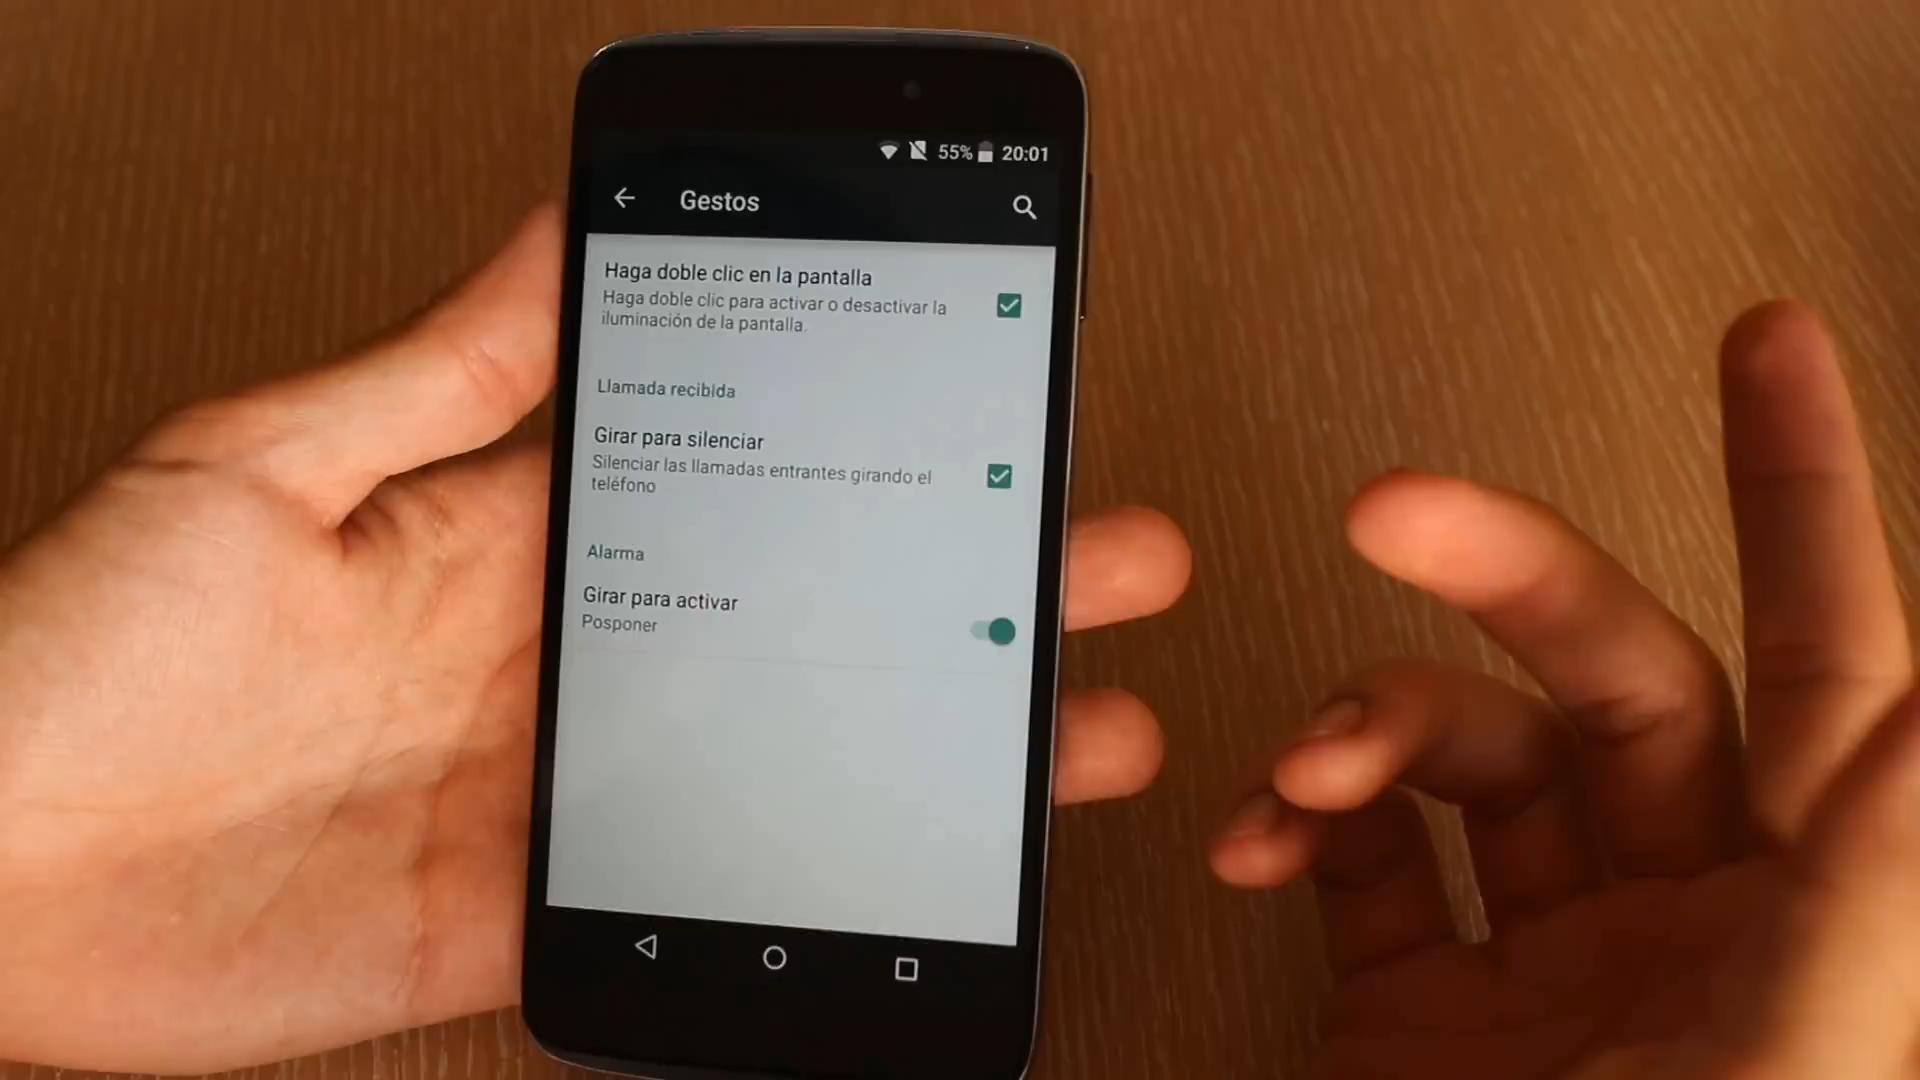 55% 20:01
Gestos
Haga doble clic en la pantalla
Haga doble clic para activar o desactivar la
iluminación de la pantalla.
Llamada recibida
Girar para silenciar
Silenciar las llamadas entrantes girando el
teléfono
Alarma
Girar para activar
Posponer